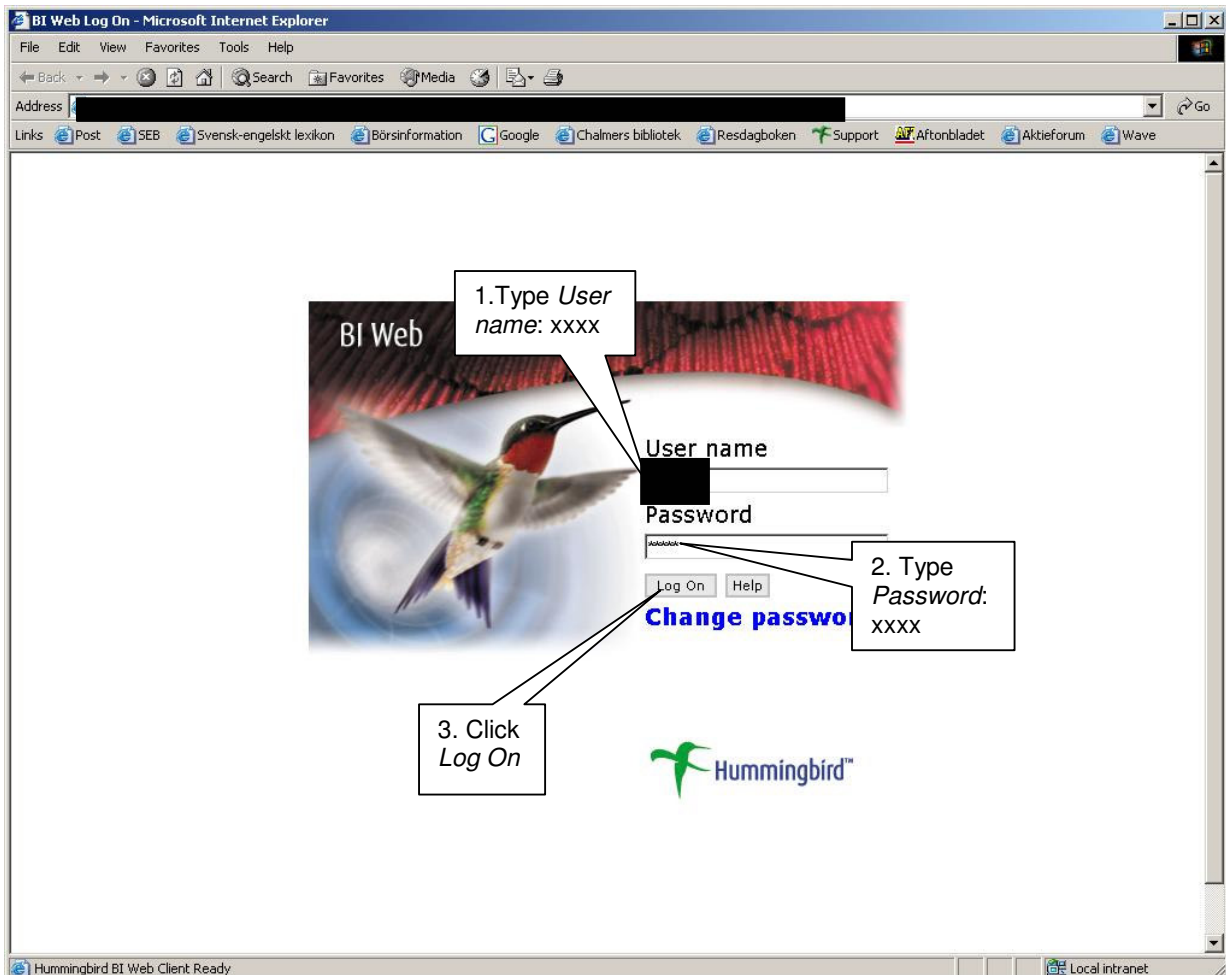 BI Web Log On - Microsoft Internet Explorer
File Edit View Favorites Tools Help
Back Search Favorites Media
Address Go
Links Post SEB Svensk-engelskt lexikon Börsinformation Google Chalmers bibliotek Resdagboken Support Aftonbladet Aktieforum Wave
1.Type User
name: xxxx
BI Web
User name
Password
*****
2. Type
Password:
xxxx
Log On Help
Change passwo
3. Click
Log On
Hummingbird™
Hummingbird BI Web Client Ready Local intranet